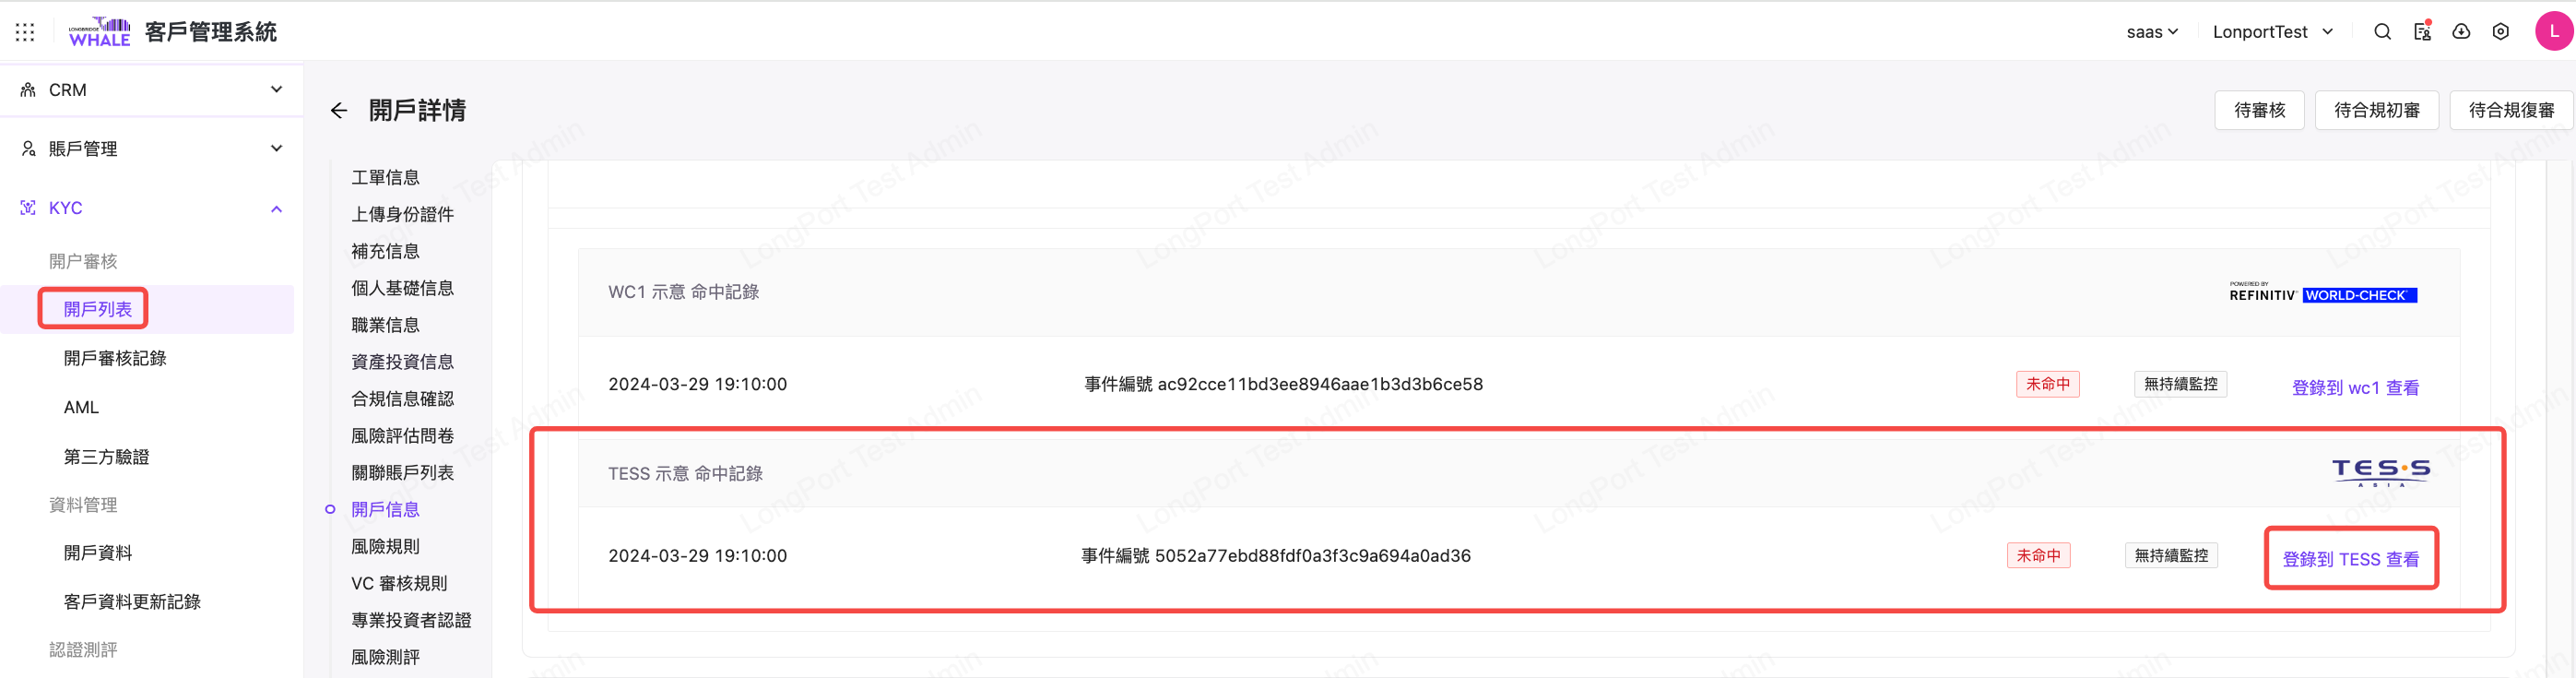 LONGBRIDGE
WHALE
客戶管理系統
saas
LonportTest
L
CRM
賬戶管理
KYC
開户審核
開戶列表
開戶審核記錄
AML
第三方驗證
資料管理
開戶資料
客戶資料更新記錄
認證測評
開戶詳情
待審核
待合規初審
待合規復審
工單信息
上傳身份證件
補充信息
個人基礎信息
職業信息
資產投資信息
合規信息確認
風險評估問卷
關聯賬戶列表
開戶信息
風險規則
VC 審核規則
專業投資者認證
風險測評
WC1 示意 命中記錄
POWERED BY
REFINITIV WORLD-CHECK
2024-03-29 19:10:00
事件編號 ac92cce11bd3ee8946aae1b3d3b6ce58
未命中
無持續監控
登錄到 wc1 查看
TESS 示意 命中記錄
TESS
ASIA
2024-03-29 19:10:00
事件編號 5052a77ebd88fdf0a3f3c9a694a0ad36
未命中
無持續監控
登錄到 TESS 查看
LongPort Test Admin